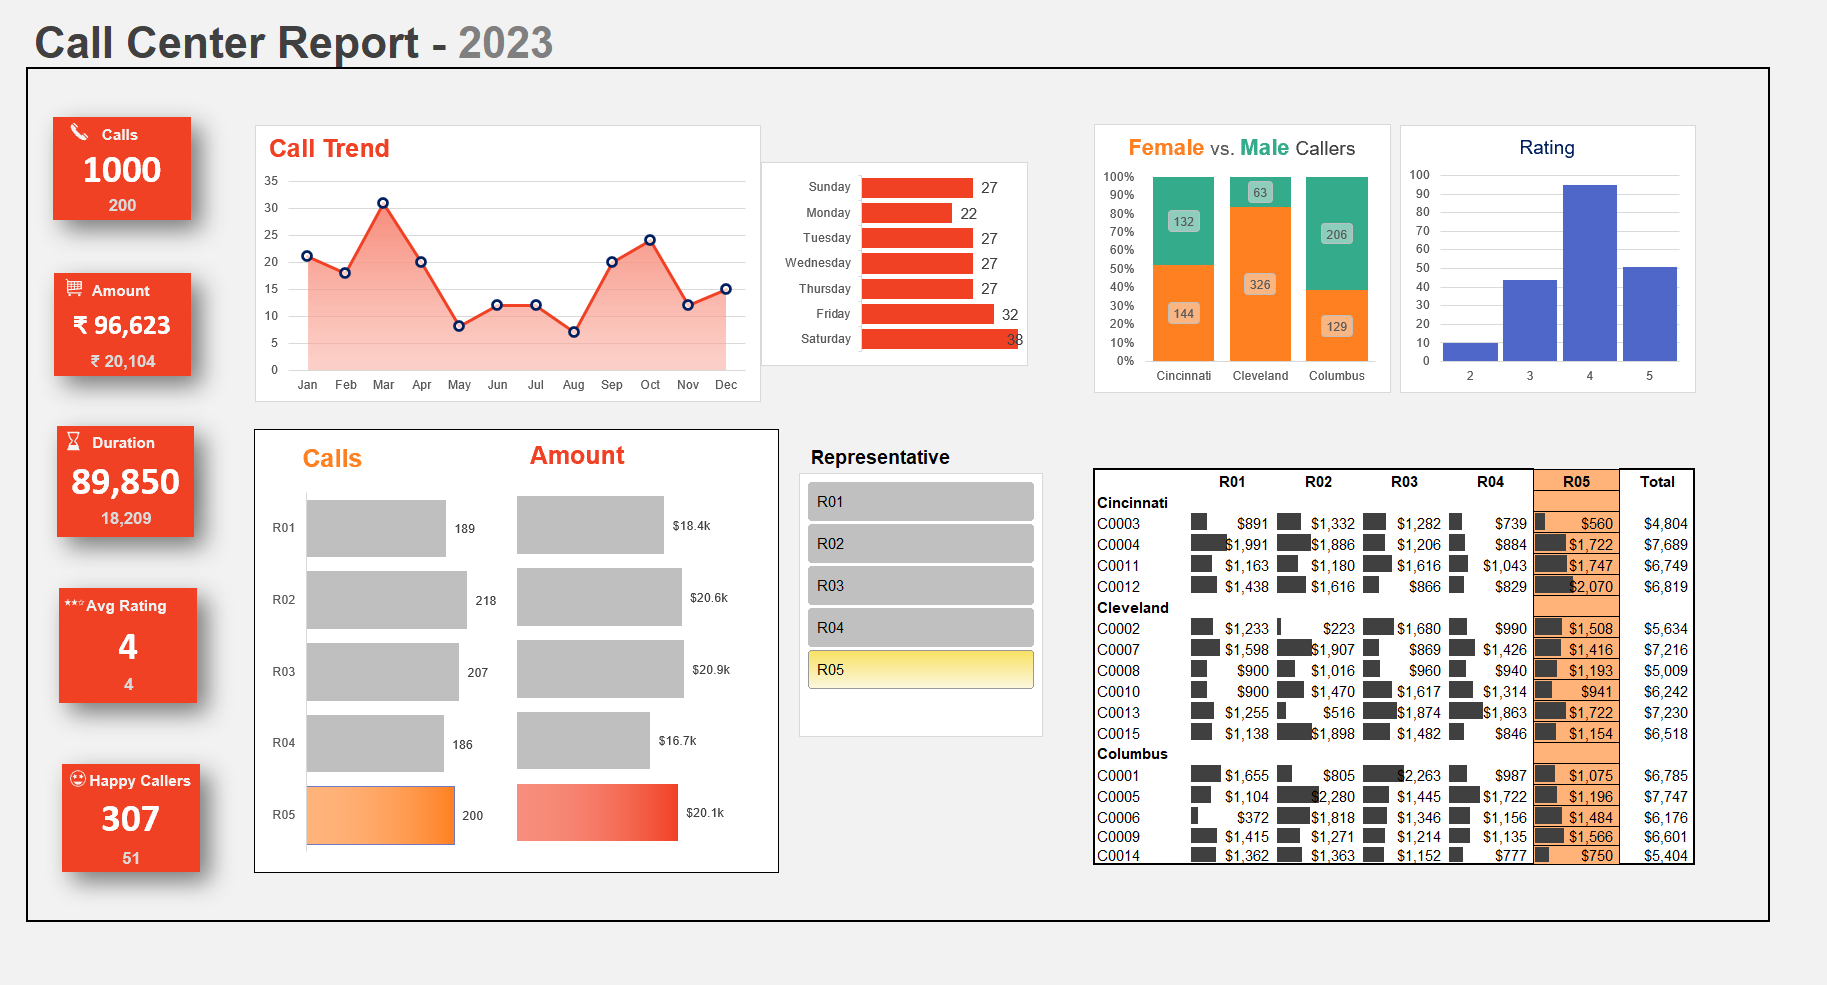 Call Center Report - 2023
Calls
1000
200
Amount
₹ 96,623
₹ 20,104
Duration
89,850
18,209
Avg Rating
4
4
Happy Callers
307
51
Call Trend
35
30
25
20
15
10
5
0
Jan Feb Mar Apr May Jun Jul Aug Sep Oct Nov Dec
Sunday 27
Monday 22
Tuesday 27
Wednesday 27
Thursday 27
Friday 32
Saturday 38
Female vs. Male Callers
100%
90%
80%
70%
60%
50%
40%
30%
20%
10%
0%
132 63 206
144 326 129
Cincinnati Cleveland Columbus
Rating
100
90
80
70
60
50
40
30
20
10
0
2 3 4 5
Calls Amount
R01 189 $18.4k
R02 218 $20.6k
R03 207 $20.9k
R04 186 $16.7k
R05 200 $20.1k
Representative
R01
R02
R03
R04
R05
R01 R02 R03 R04 R05 Total
Cincinnati
C0003 $891 $1,332 $1,282 $739 $560 $4,804
C0004 $1,991 $1,886 $1,206 $884 $1,722 $7,689
C0011 $1,163 $1,180 $1,616 $1,043 $1,747 $6,749
C0012 $1,438 $1,616 $866 $829 $2,070 $6,819
Cleveland
C0002 $1,233 $223 $1,680 $990 $1,508 $5,634
C0007 $1,598 $1,907 $869 $1,426 $1,416 $7,216
C0008 $900 $1,016 $960 $940 $1,193 $5,009
C0010 $900 $1,470 $1,617 $1,314 $941 $6,242
C0013 $1,255 $516 $1,874 $1,863 $1,722 $7,230
C0015 $1,138 $1,898 $1,482 $846 $1,154 $6,518
Columbus
C0001 $1,655 $805 $2,263 $987 $1,075 $6,785
C0005 $1,104 $2,280 $1,445 $1,722 $1,196 $7,747
C0006 $372 $1,818 $1,346 $1,156 $1,484 $6,176
C0009 $1,415 $1,271 $1,214 $1,135 $1,566 $6,601
C0014 $1,362 $1,363 $1,152 $777 $750 $5,404